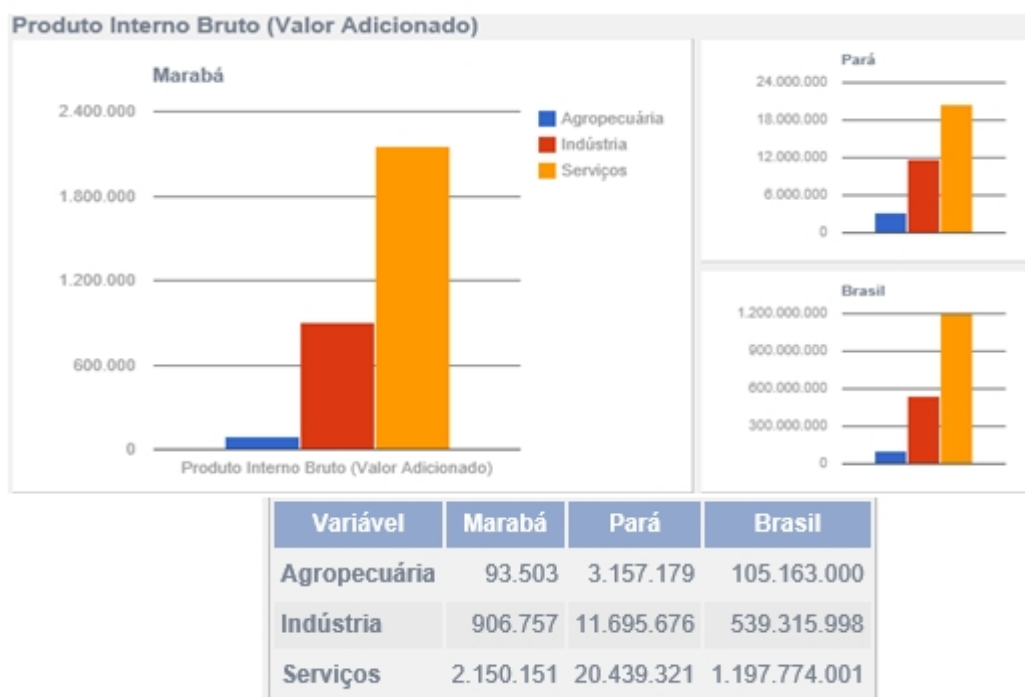 Produto Interno Bruto (Valor Adicionado)
Marabá
2.400.000
1.800.000
1.200.000
600.000
0
Produto Interno Bruto (Valor Adicionado)
Agropecuária
Indústria
Serviços
Pará
24.000.000
18.000.000
12.000.000
6.000.000
0
Brasil
1.200.000.000
900.000.000
600.000.000
300.000.000
0
Variável Marabá Pará Brasil
Agropecuária 93.503 3.157.179 105.163.000
Indústria 906.757 11.695.676 539.315.998
Serviços 2.150.151 20.439.321 1.197.774.001